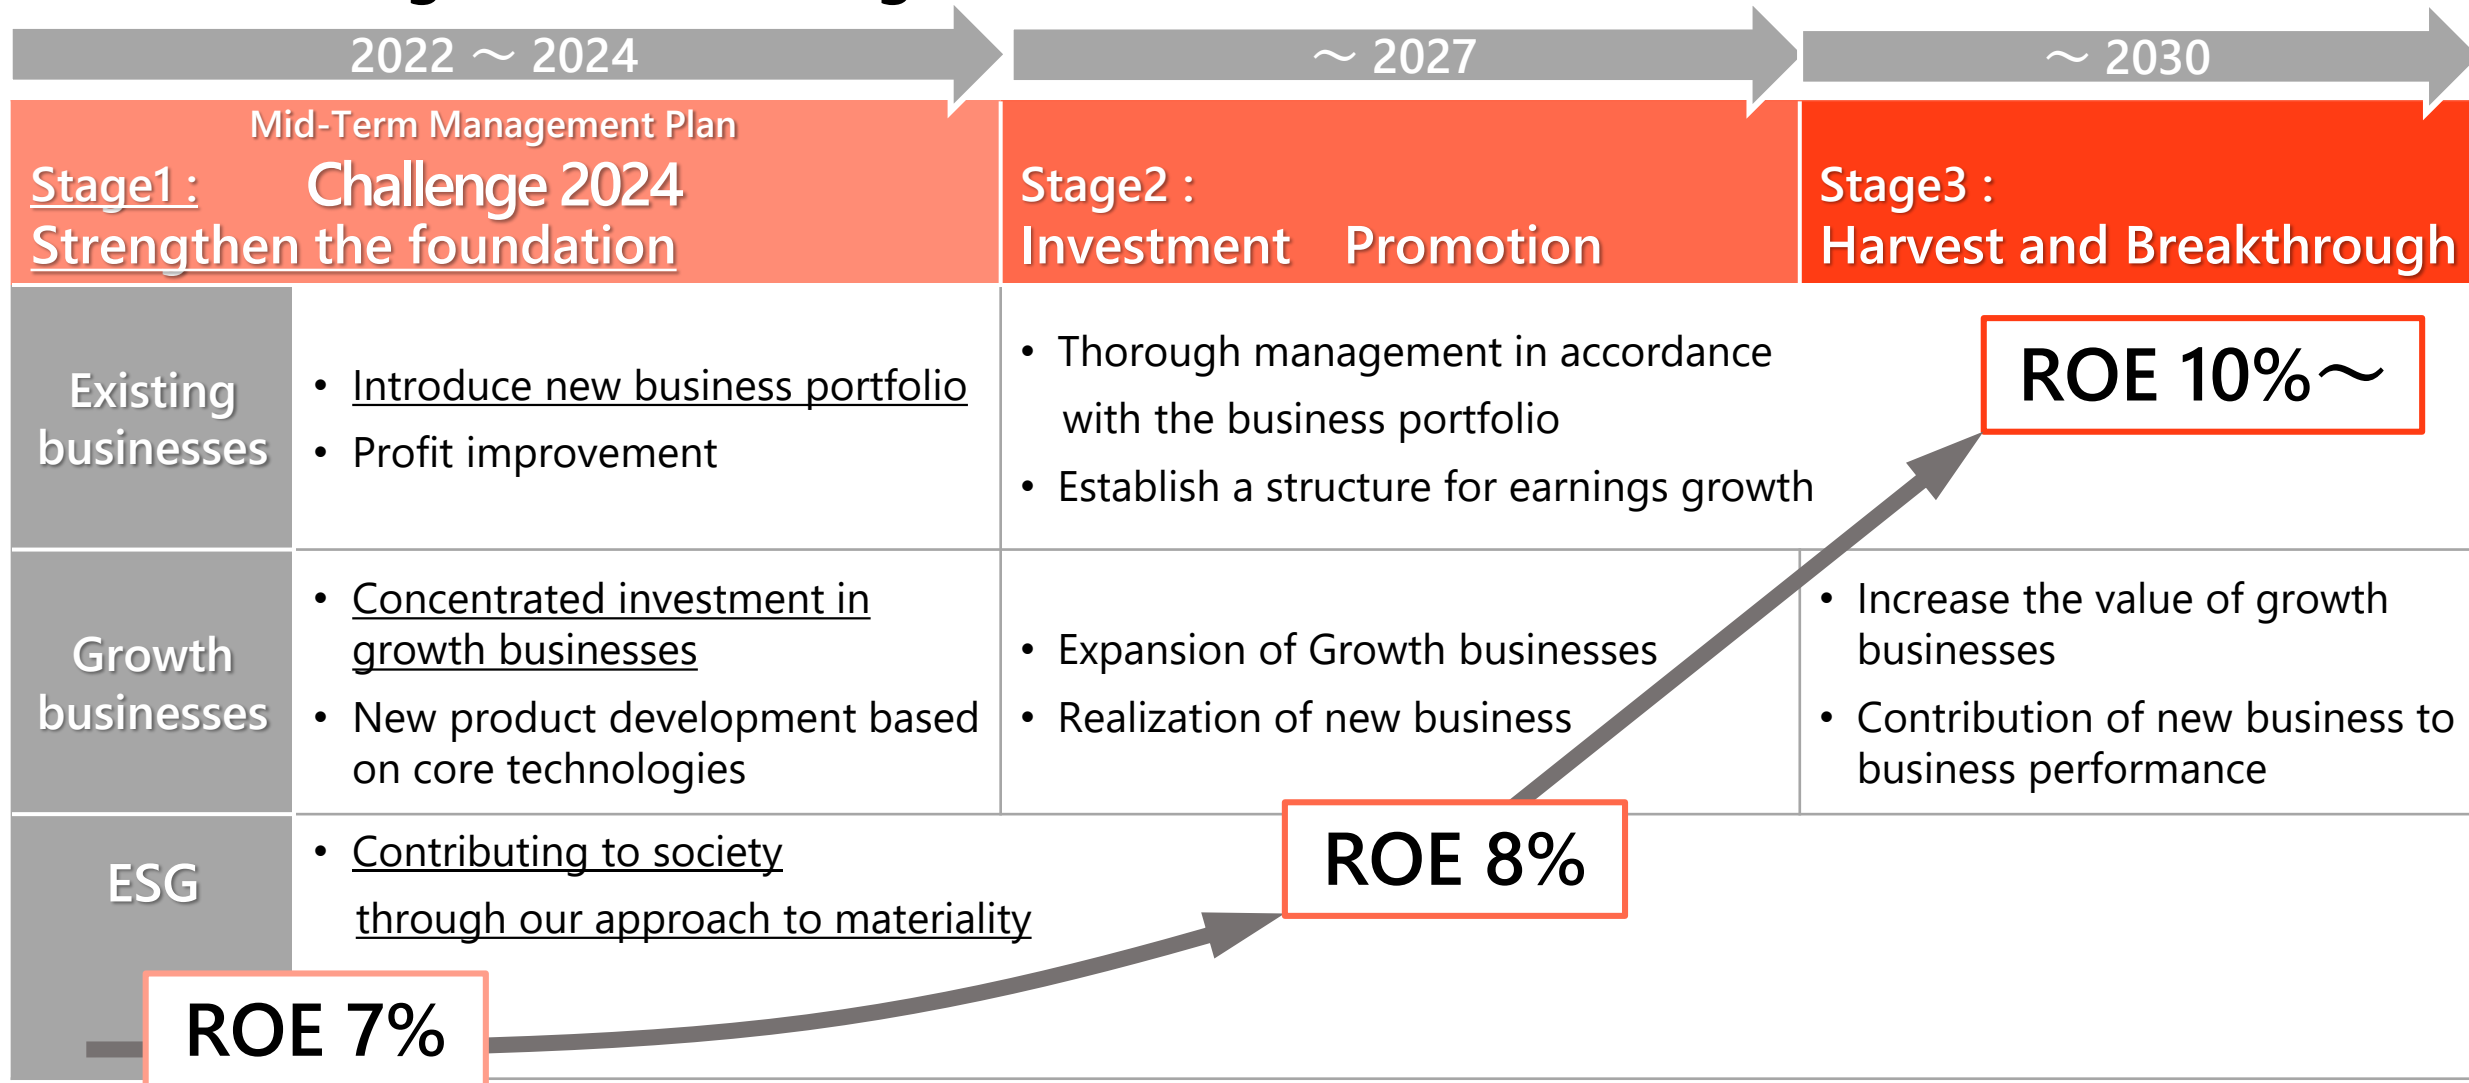 2022 ～ 2024
～ 2027
～ 2030
Mid-Term Management Plan
Stage1 : Challenge 2024
Strengthen the foundation
Stage2 :
Investment Promotion
Stage3 :
Harvest and Breakthrough
Existing
businesses
• Introduce new business portfolio
• Profit improvement
• Thorough management in accordance
with the business portfolio
• Establish a structure for earnings growth
ROE 10%～
Growth
businesses
• Concentrated investment in
growth businesses
• New product development based
on core technologies
• Expansion of Growth businesses
• Realization of new business
• Increase the value of growth
businesses
• Contribution of new business to
business performance
ESG
• Contributing to society
through our approach to materiality
ROE 8%
ROE 7%